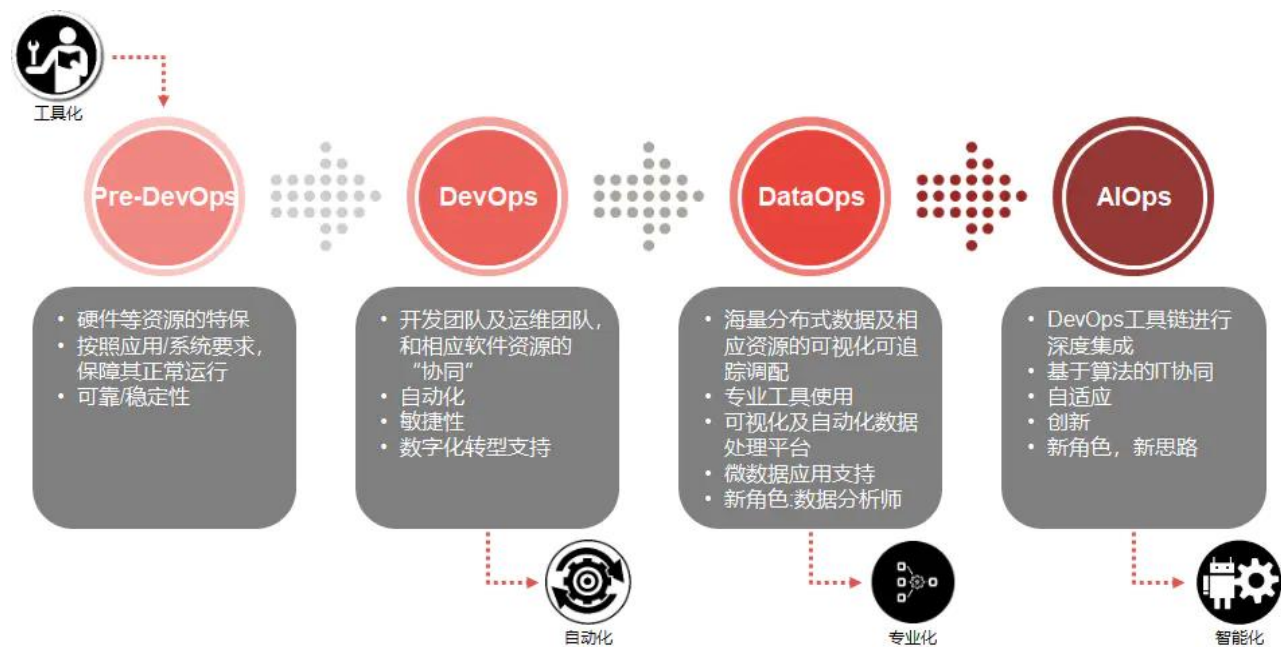 工具化
Pre-DevOps
DevOps
DataOps
AIOps
• 硬件等资源的特保
• 按照应用/系统要求，
保障其正常运行
• 可靠/稳定性
• 开发团队及运维团队，
和相应软件资源的
“协同”
• 自动化
• 敏捷性
• 数字化转型支持
• 海量分布式数据及相
应资源的可视化可追
踪调配
• 专业工具使用
• 可视化及自动化数据
处理平台
• 微数据应用支持
• 新角色:数据分析师
• DevOps工具链进行
深度集成
• 基于算法的IT协同
• 自适应
• 创新
• 新角色，新思路
自动化
专业化
智能化